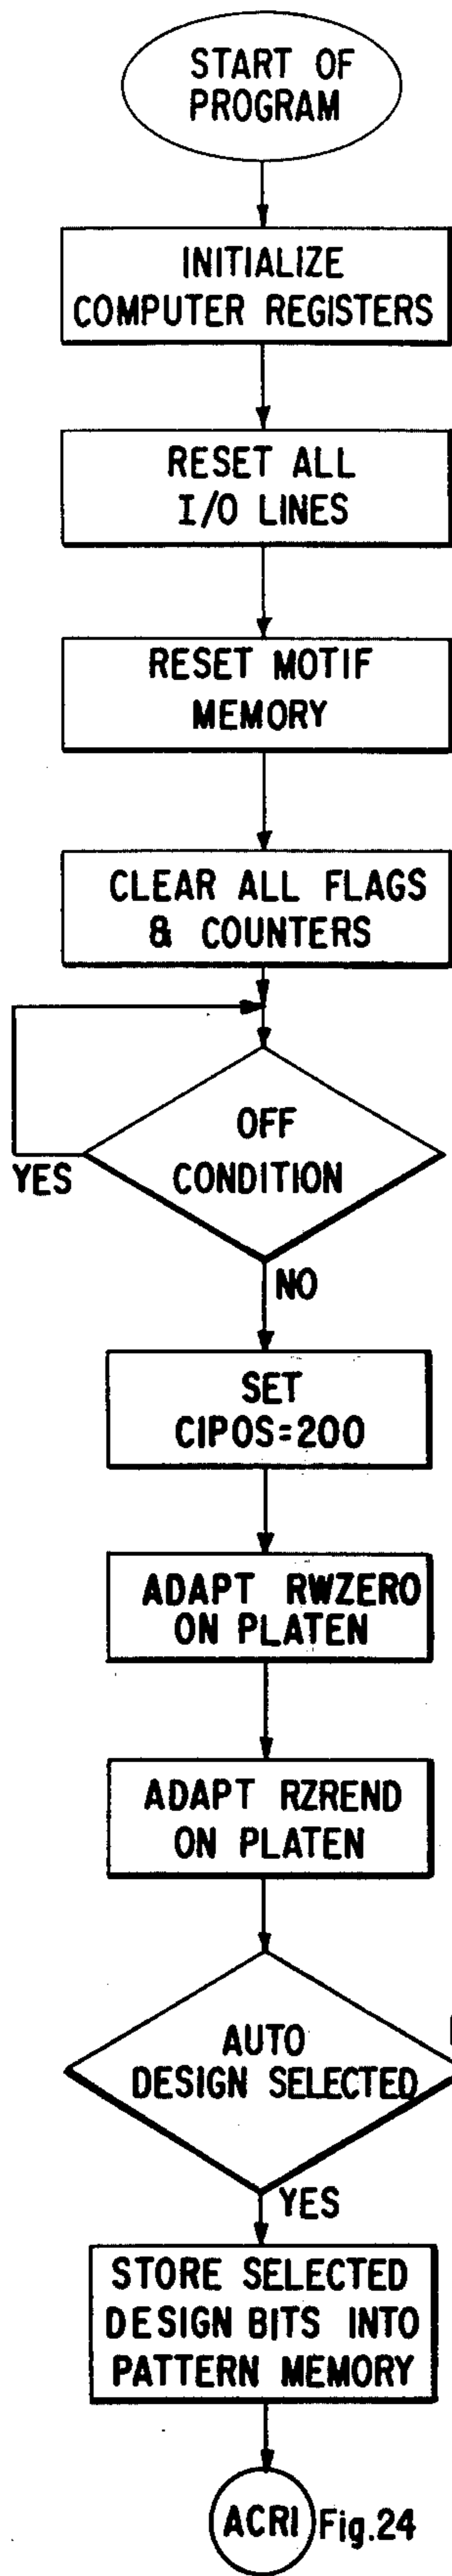 START OF
PROGRAM
INITIALIZE
COMPUTER REGISTERS
RESET ALL
I/O LINES
RESET MOTIF
MEMORY
CLEAR ALL FLAGS
& COUNTERS
OFF
CONDITION
YES
NO
SET
CIPOS=200
ADAPT RWZERO
ON PLATEN
ADAPT RZREND
ON PLATEN
AUTO
DESIGN SELECTED
YES
STORE SELECTED
DESIGN BITS INTO
PATTERN MEMORY
ACRI Fig.24